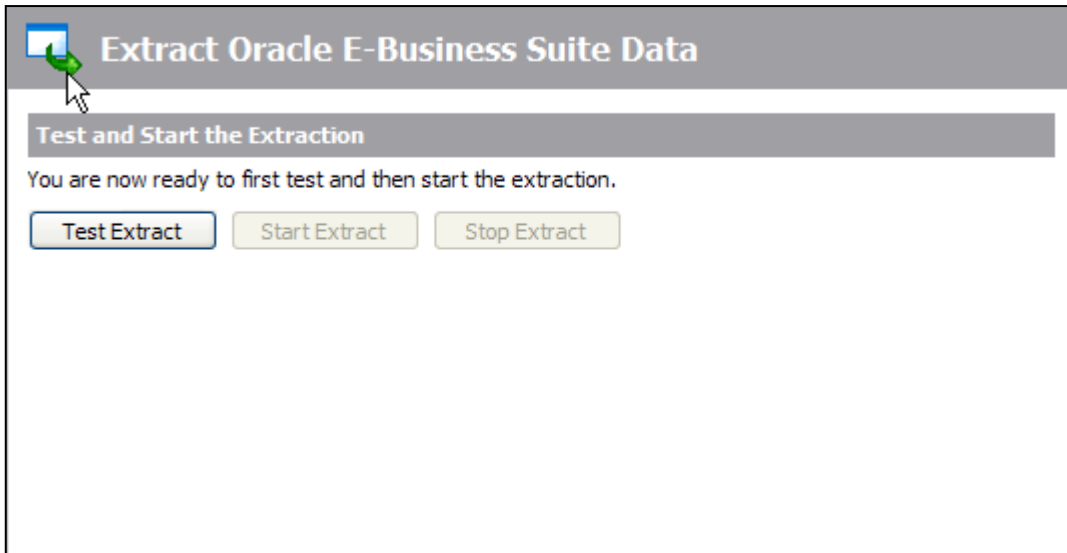 Extract Oracle E-Business Suite Data
Test and Start the Extraction
You are now ready to first test and then start the extraction.
Test Extract Start Extract Stop Extract